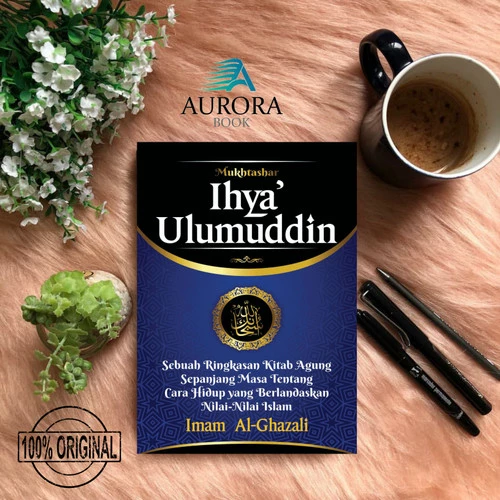 AURORA
BOOK
Mukhtashar
Ihya'
Ulumuddin
Sebuah Ringkasan Kitab Agung
Sepanjang Masa Tentang
Cara Hidup yang Berlandaskan
Nilai-Nilai Islam
Imam Al-Ghazali
100% ORIGINAL